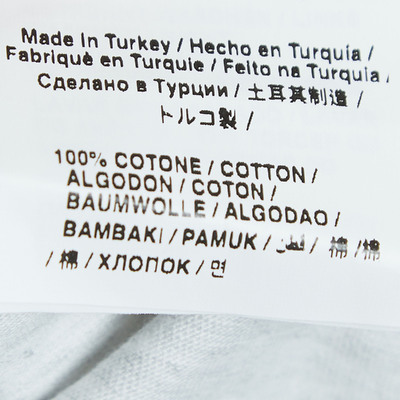 Made In Turkey / Hecho en Turquía /
Fabriqué en Turquie / Feito na Turquia /
Сделано в Турции / 土耳其制造 /
トルコ製 /
100% COTONE / COTTON /
ALGODON / COTON /
BAUMWOLLE / ALGODAO /
BAMBAKI / PAMUK / قطن / 棉 / 棉
/ 棉 / ХЛОПОК / 면